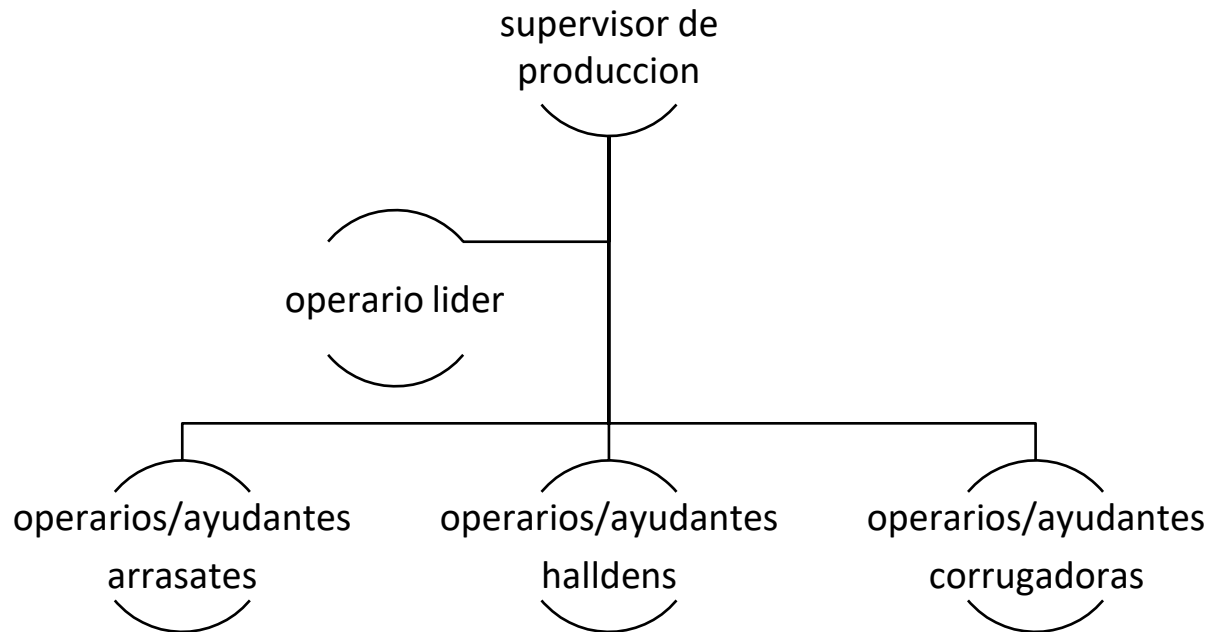 supervisor de
produccion
operario lider
operarios/ayudantes
arrasates
operarios/ayudantes
halldens
operarios/ayudantes
corrugadoras